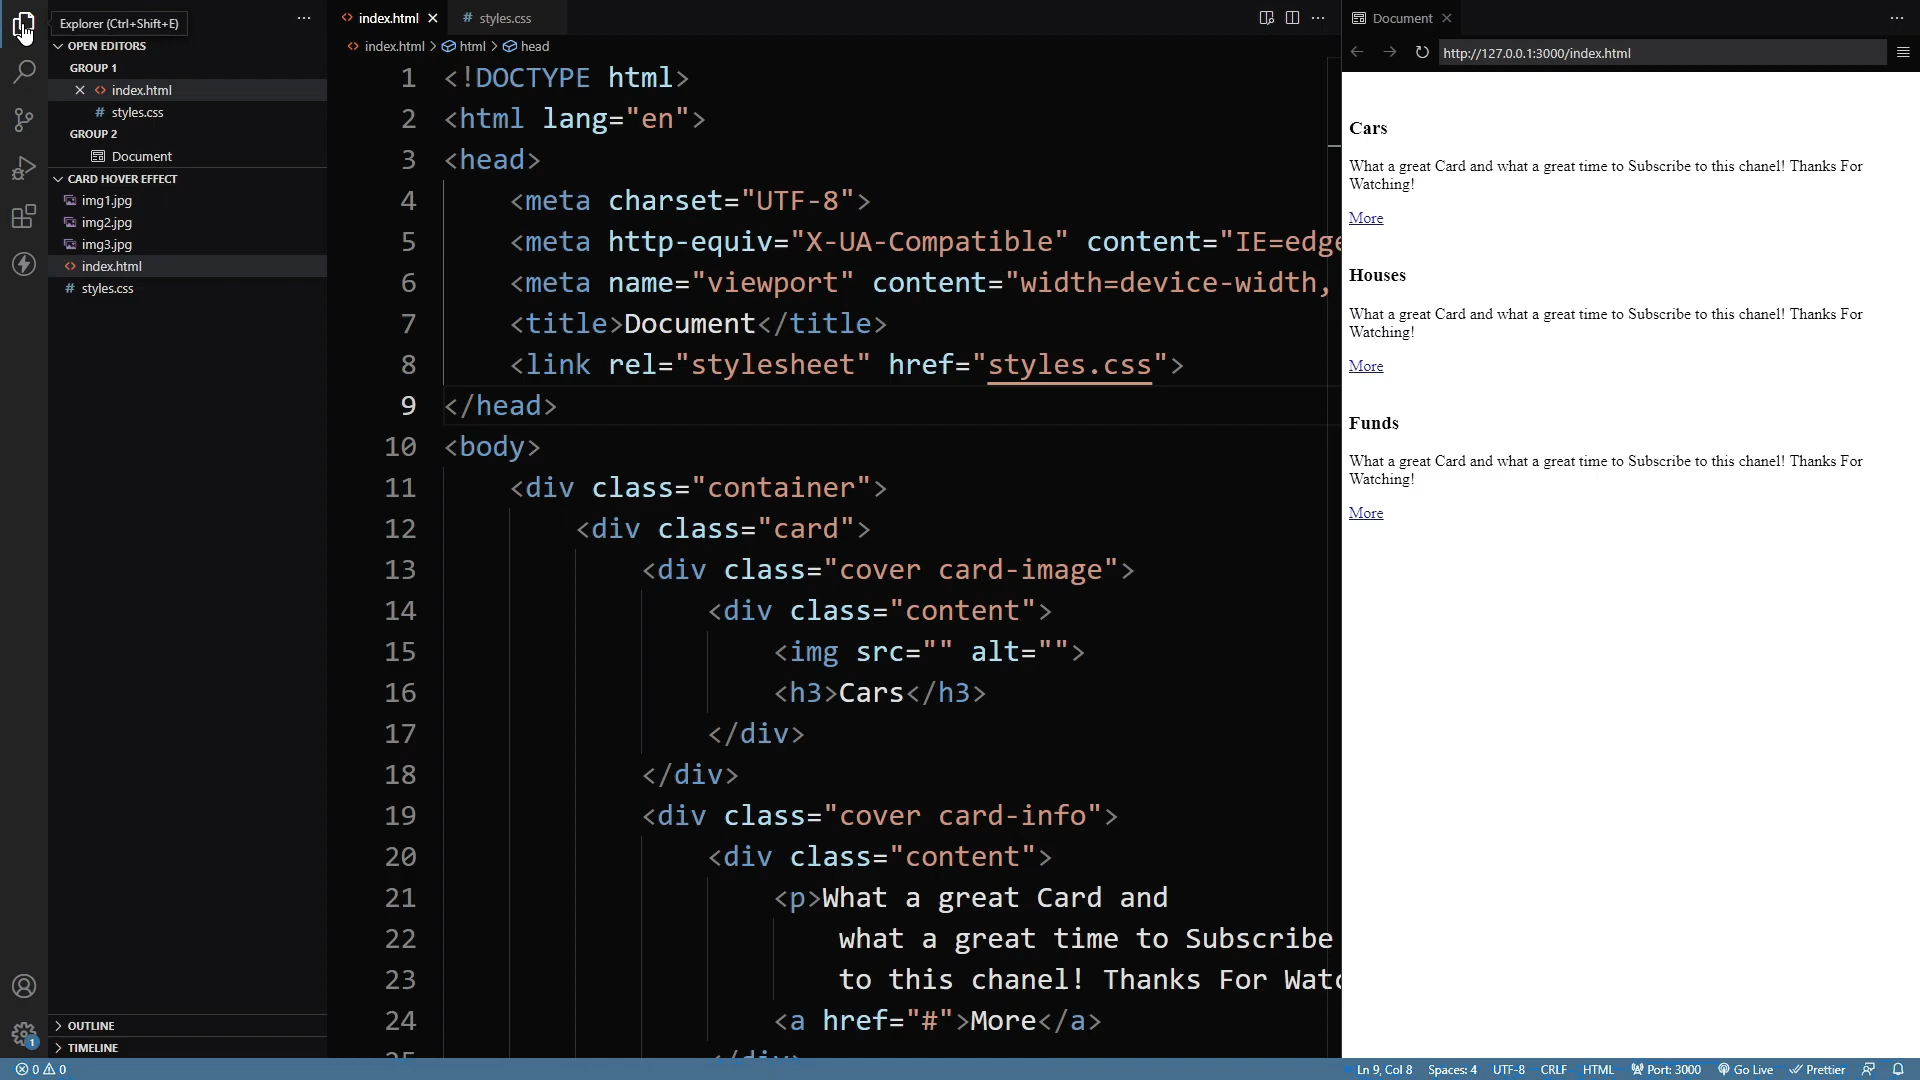 Explorer (Ctrl+Shift+E)
OPEN EDITORS
GROUP 1
index.html
styles.css
GROUP 2
Document
CARD HOVER EFFECT
img1.jpg
img2.jpg
img3.jpg
index.html
styles.css
OUTLINE
TIMELINE
index.html
styles.css
index.html > html > head
1 <!DOCTYPE html>
2 <html lang="en">
3 <head>
4 <meta charset="UTF-8">
5 <meta http-equiv="X-UA-Compatible" content="IE=edge
6 <meta name="viewport" content="width=device-width,
7 <title>Document</title>
8 <link rel="stylesheet" href="styles.css">
9 </head>
10 <body>
11 <div class="container">
12 <div class="card">
13 <div class="cover card-image">
14 <div class="content">
15 <img src="" alt="">
16 <h3>Cars</h3>
17 </div>
18 </div>
19 <div class="cover card-info">
20 <div class="content">
21 <p>What a great Card and
22 what a great time to Subscribe
23 to this chanel! Thanks For Watc
24 <a href="#">More</a>
25 </div>
Document
http://127.0.0.1:3000/index.html
Cars
What a great Card and what a great time to Subscribe to this chanel! Thanks For
Watching!
More
Houses
What a great Card and what a great time to Subscribe to this chanel! Thanks For
Watching!
More
Funds
What a great Card and what a great time to Subscribe to this chanel! Thanks For
Watching!
More
1
0 0
Ln 9, Col 8 Spaces: 4 UTF-8 CRLF HTML Port: 3000 Go Live Prettier